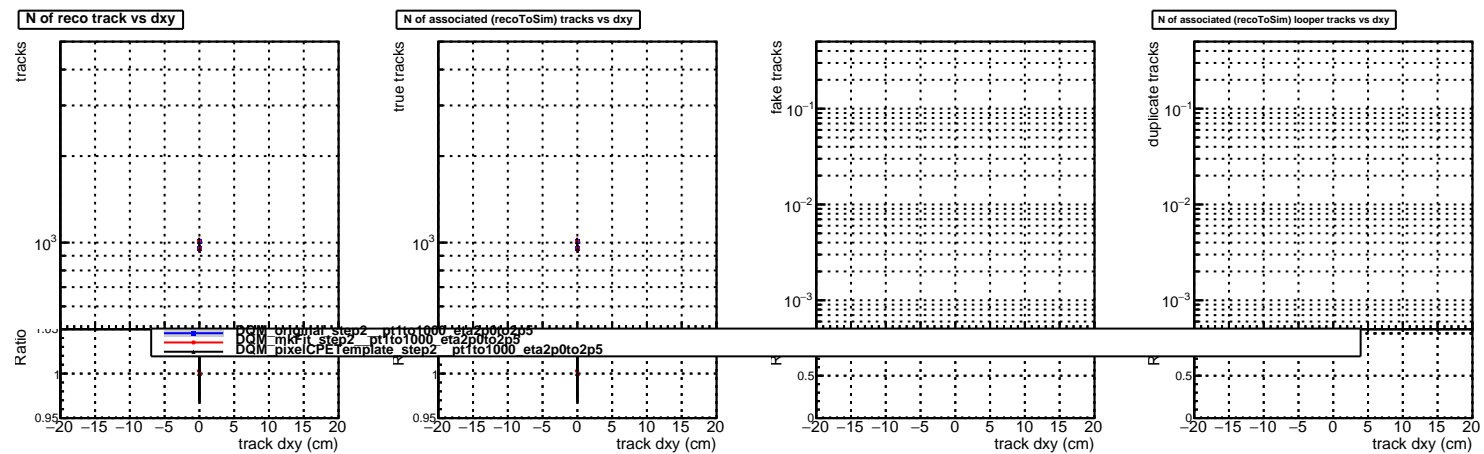 N of reco track vs dxy
N of associated (recoToSim) tracks vs dxy
N of associated (recoToSim) looper tracks vs dxy
tracks
true tracks
fake tracks
duplicate tracks
10³
10³
10⁻¹
10⁻²
10⁻³
10⁻¹
10⁻²
10⁻³
DQM_original_step2__pt1to1000_eta2p0to2p5
DQM_mkFit_step2__pt1to1000_eta2p0to2p5
DQM_pixelCPETemplate_step2__pt1to1000_eta2p0to2p5
Ratio
1.05
1
0.95
1
0.95
0.5
0
0.5
0
−20 −15 −10 −5 0 5 10 15 20
−20 −15 −10 −5 0 5 10 15 20
−20 −15 −10 −5 0 5 10 15 20
−20 −15 −10 −5 0 5 10 15 20
track dxy (cm)
track dxy (cm)
track dxy (cm)
track dxy (cm)